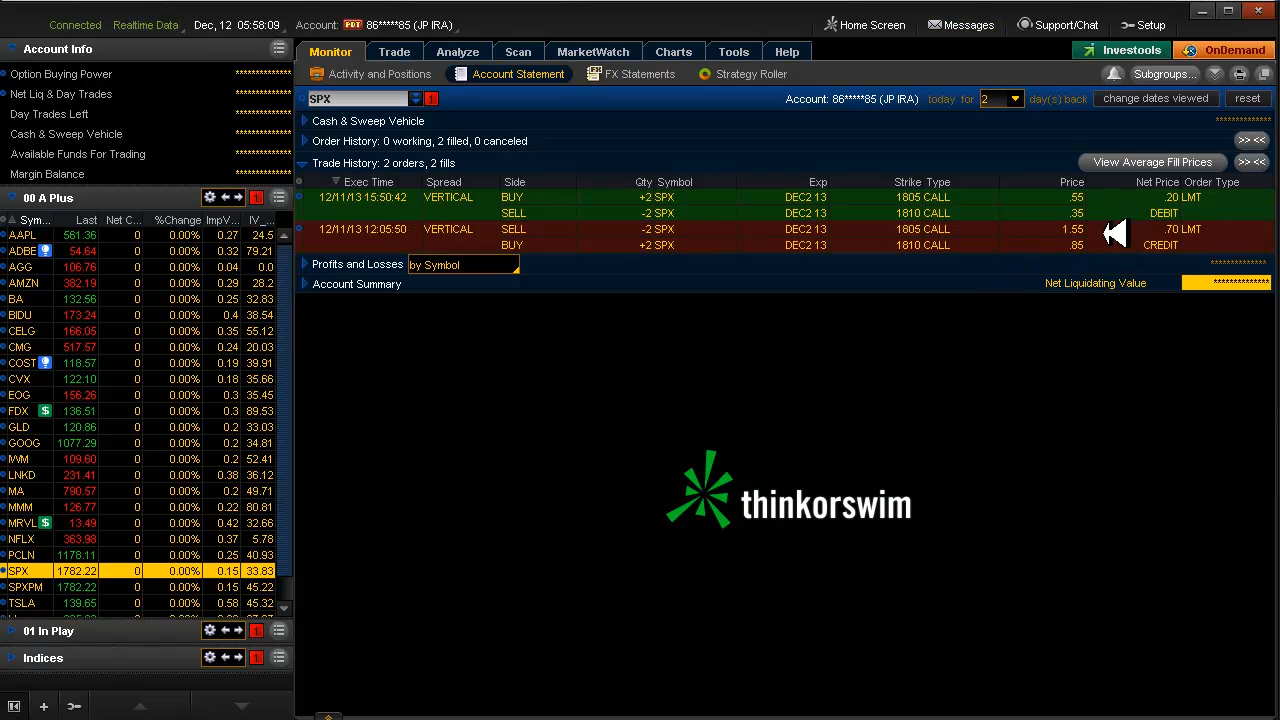 Connected Realtime Data Dec, 12 05:58:09 Account: PDT 86*****85 (JP IRA) Home Screen Messages Support/Chat Setup
Account Info
Monitor Trade Analyze Scan MarketWatch Charts Tools Help Investools OnDemand
Activity and Positions Account Statement FX Statements Strategy Roller Subgroups...
Option Buying Power *************
Net Liq & Day Trades *************
Day Trades Left *************
Cash & Sweep Vehicle *************
Available Funds For Trading *************
Margin Balance *************
SPX 1 Account: 86*****85 (JP IRA) today for 2 day(s) back change dates viewed reset
Cash & Sweep Vehicle *************
Order History: 0 working, 2 filled, 0 canceled >> <<
Trade History: 2 orders, 2 fills View Average Fill Prices >> <<
Exec Time Spread Side Qty Symbol Exp Strike Type Price Net Price Order Type
12/11/13 15:50:42 VERTICAL BUY +2 SPX DEC2 13 1805 CALL .55 .20 LMT
SELL -2 SPX DEC2 13 1810 CALL .35 DEBIT
12/11/13 12:05:50 VERTICAL SELL -2 SPX DEC2 13 1805 CALL 1.55 .70 LMT
BUY +2 SPX DEC2 13 1810 CALL .85 CREDIT
Profits and Losses by Symbol *************
Account Summary Net Liquidating Value *************
00 A Plus 1
Sym... Last Net C... %Change ImpV... IV_...
AAPL 561.36 0 0.00% 0.27 24.5
ADBE 54.64 0 0.00% 0.32 79.21
AGG 106.76 0 0.00% 0.04 0.0
AMZN 382.19 0 0.00% 0.29 28.2
BA 132.56 0 0.00% 0.25 32.83
BIDU 173.24 0 0.00% 0.4 38.54
CELG 166.05 0 0.00% 0.35 55.12
CMG 517.57 0 0.00% 0.24 20.03
COST 118.57 0 0.00% 0.19 39.91
CVX 122.10 0 0.00% 0.18 35.66
EOG 156.26 0 0.00% 0.3 35.45
FDX $ 136.51 0 0.00% 0.3 89.53
GLD 120.86 0 0.00% 0.2 33.03
GOOG 1077.29 0 0.00% 0.2 34.81
IWM 109.60 0 0.00% 0.2 52.41
LNKD 231.41 0 0.00% 0.38 36.12
MA 790.57 0 0.00% 0.2 49.71
MMM 126.77 0 0.00% 0.22 80.81
MRVL $ 13.49 0 0.00% 0.42 32.66
NFLX 363.98 0 0.00% 0.37 5.78
PCLN 1178.11 0 0.00% 0.25 40.93
SPX 1782.22 0 0.00% 0.15 33.83
SPXPM 1782.22 0 0.00% 0.15 45.22
TSLA 139.65 0 0.00% 0.58 45.32
01 In Play 1
Indices 1
thinkorswim